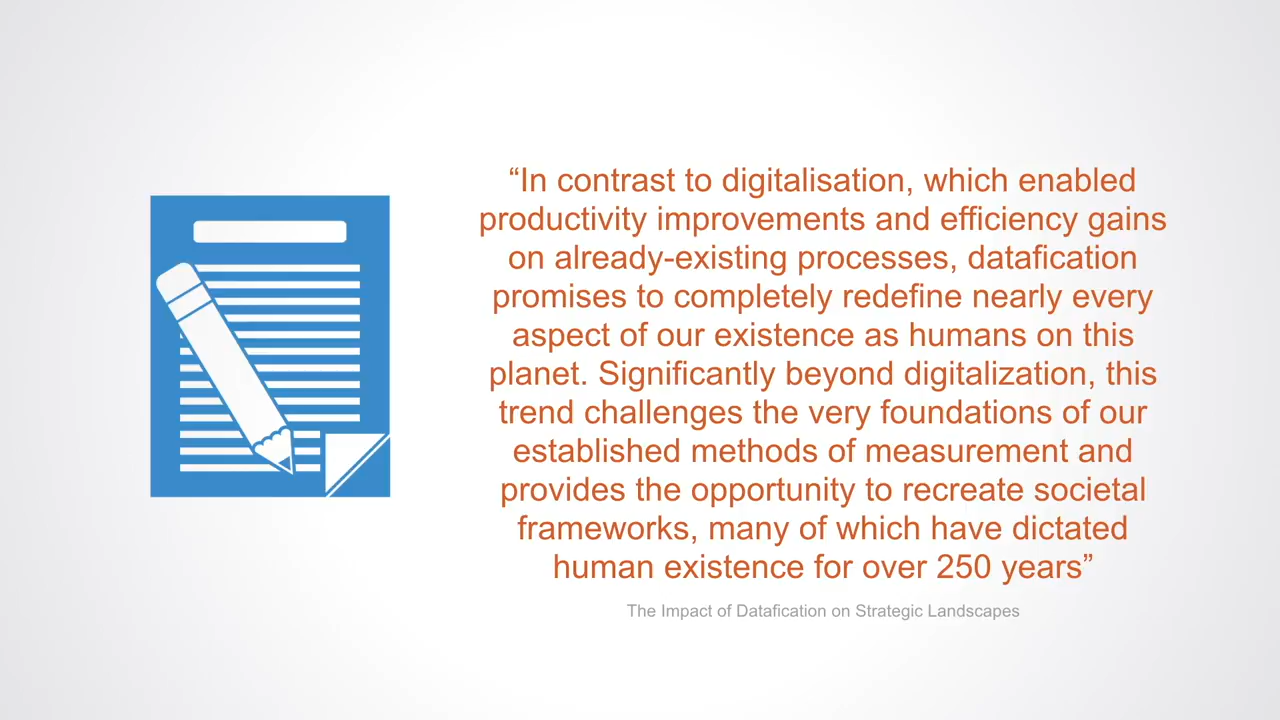 “In contrast to digitalisation, which enabled
productivity improvements and efficiency gains
on already-existing processes, datafication
promises to completely redefine nearly every
aspect of our existence as humans on this
planet. Significantly beyond digitalization, this
trend challenges the very foundations of our
established methods of measurement and
provides the opportunity to recreate societal
frameworks, many of which have dictated
human existence for over 250 years”
The Impact of Datafication on Strategic Landscapes